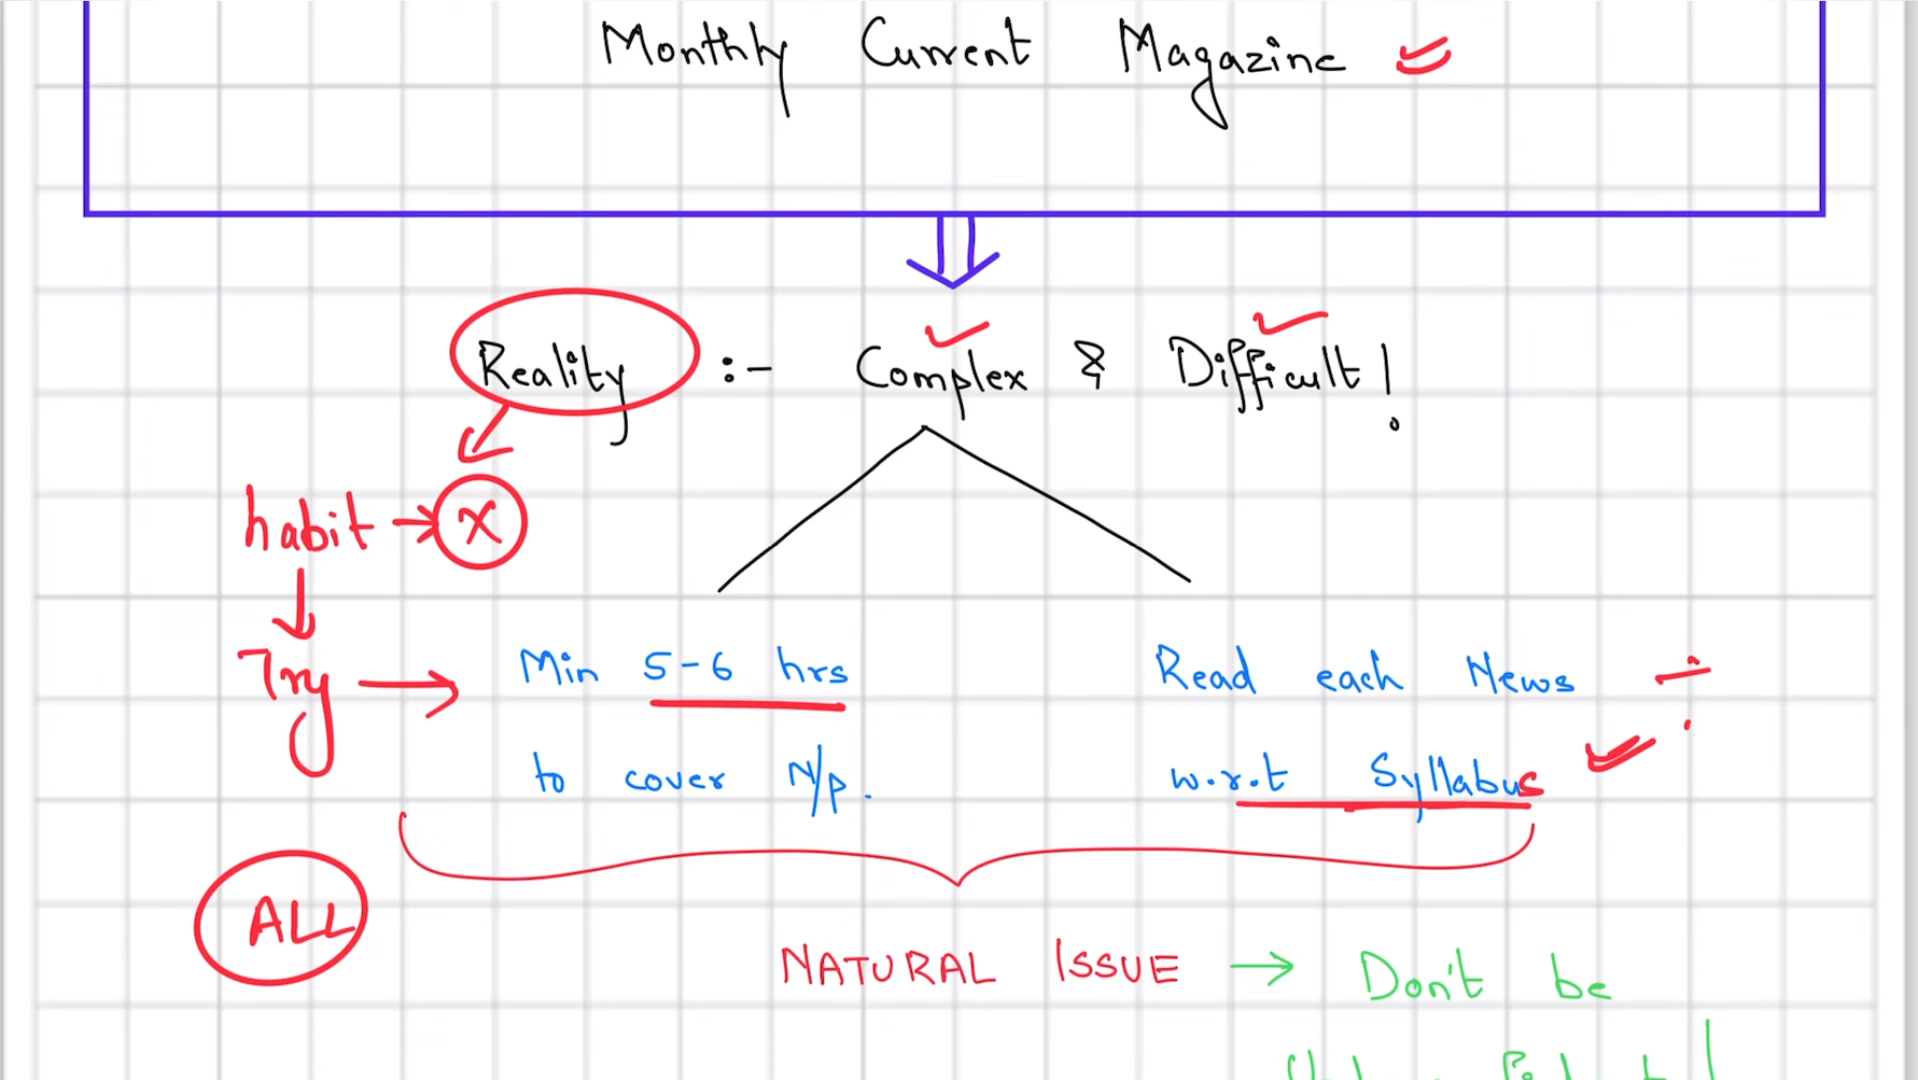 Monthly Current Magazine
Reality :- Complex & Difficult!
habit → X
Try → Min 5-6 hrs Read each News
to cover N/p. w.r.t Syllabus
ALL
NATURAL ISSUE → Don't be